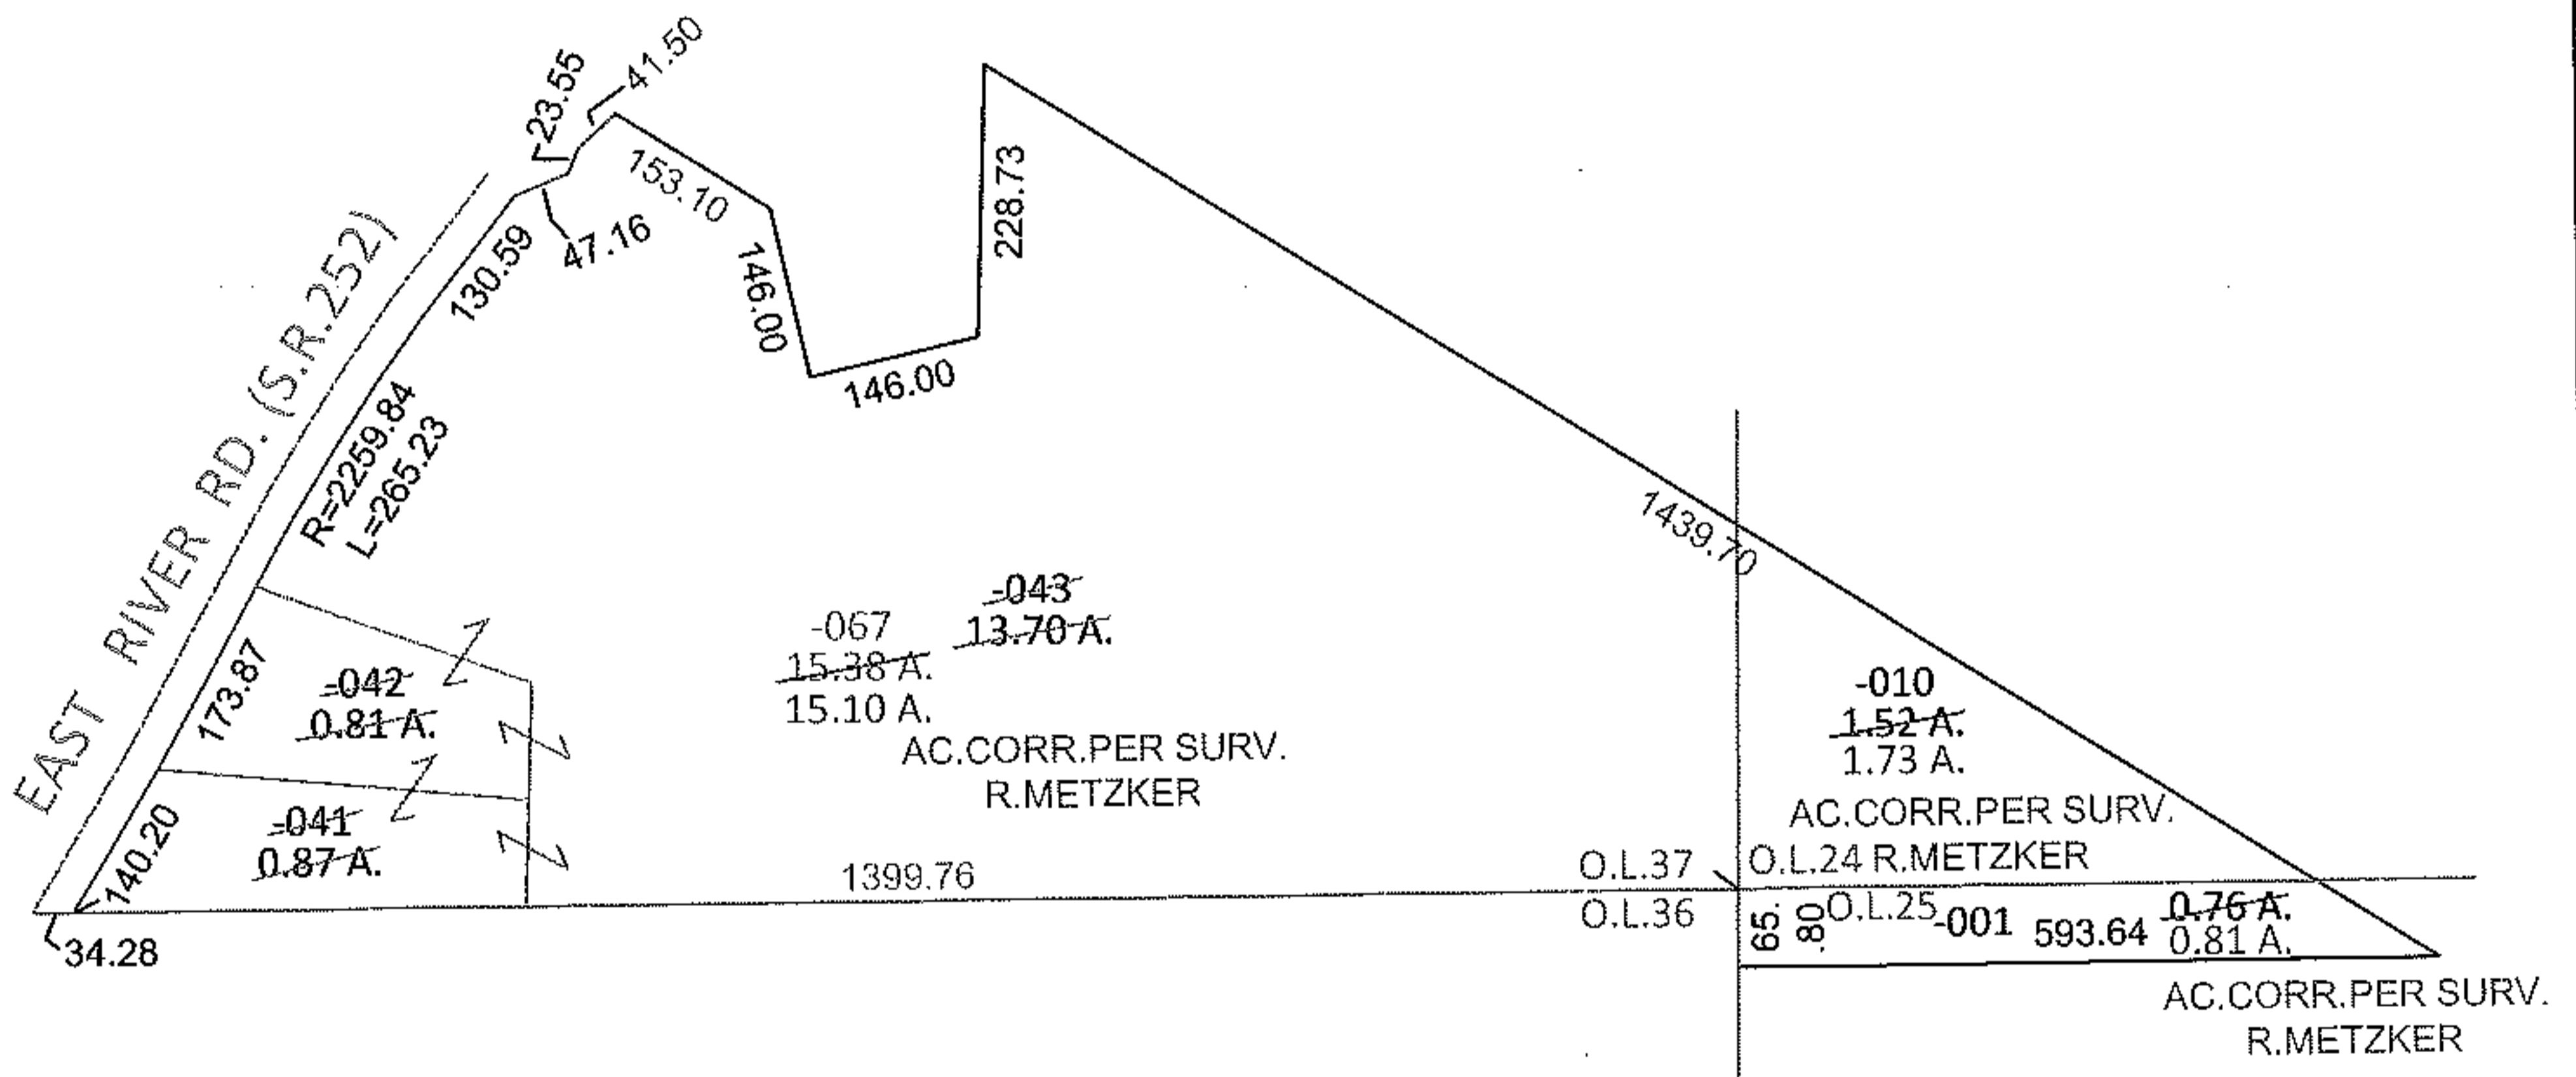 41.50
23.55
153.10
47.16
130.59
146.00
146.00
228.73
EAST RIVER RD. (S.R.252)
R=2259.84
L=265.23
1439.70
173.87
-042
0.81 A.
140.20
-041
0.87 A.
34.28
-043
13.70 A.
-067
15.38 A.
15.10 A.
AC.CORR.PER SURV.
R.METZKER
1399.76
-010
1.52 A.
1.73 A.
AC.CORR.PER SURV.
O.L.37
O.L.24 R.METZKER
O.L.36
65.
.80
O.L.25
-001
593.64
0.76 A.
0.81 A.
AC.CORR.PER SURV.
R.METZKER